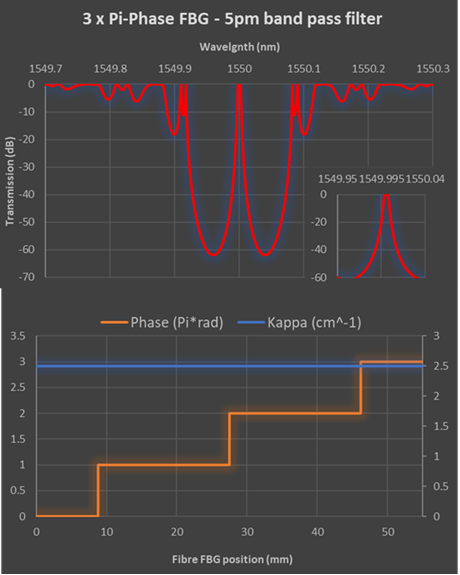 3 x Pi-Phase FBG - 5pm band pass filter
Wavelegnth (nm)
1549.7 1549.8 1549.9 1550 1550.1 1550.2 1550.3
0
-10
-20
-30
-40
-50
-60
-70
Transmission (dB)
1549.95 1549.995 1550.04
0
-20
-40
-60
Phase (Pi*rad) Kappa (cm^-1)
3.5 3
3 2.5
2.5 2
2 1.5
1.5 1
1 0.5
0.5 0
0
0 10 20 30 40 50
Fibre FBG position (mm)